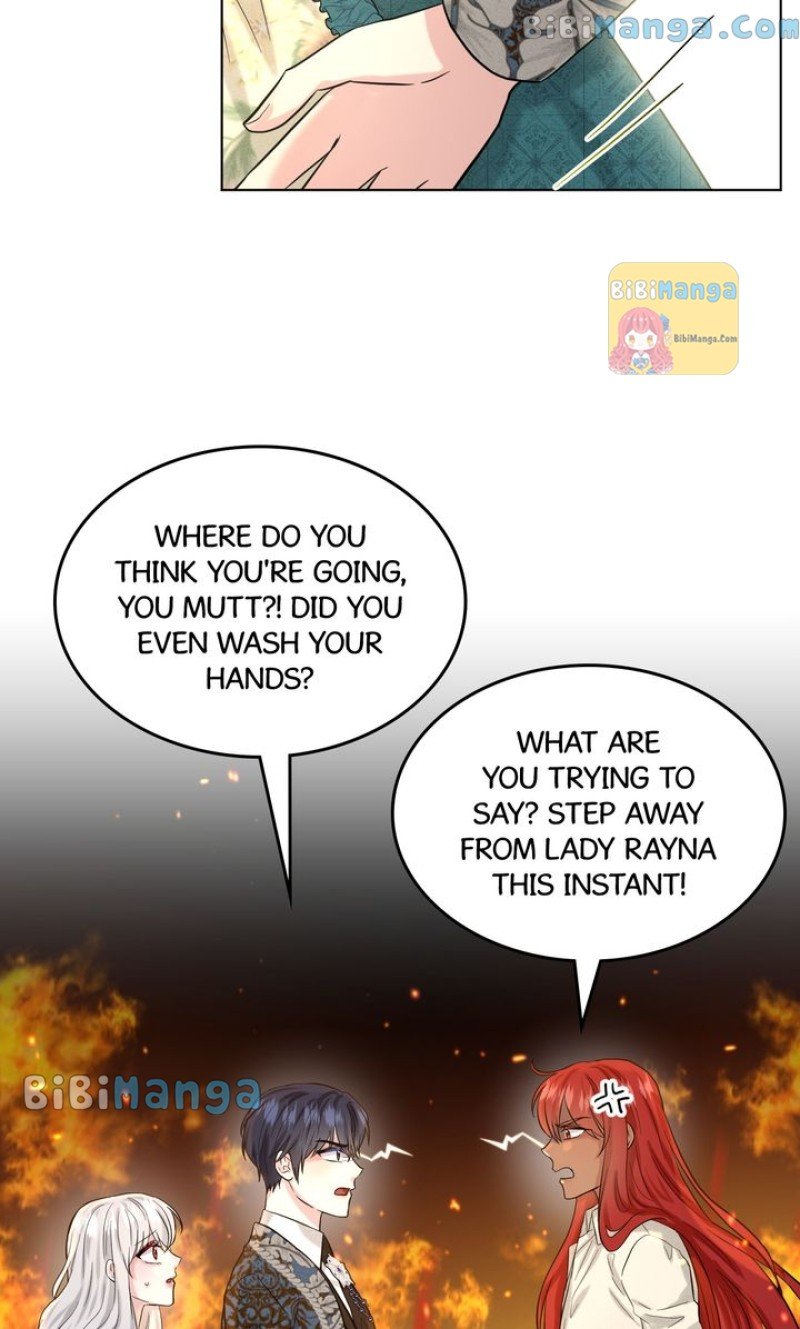 BiBiManga.Com
BiBiManga
BibiManga.Com
WHERE DO YOU
THINK YOU'RE GOING,
YOU MUTT?! DID YOU
EVEN WASH YOUR
HANDS?
WHAT ARE
YOU TRYING TO
SAY? STEP AWAY
FROM LADY RAYNA
THIS INSTANT!
BiBiManga